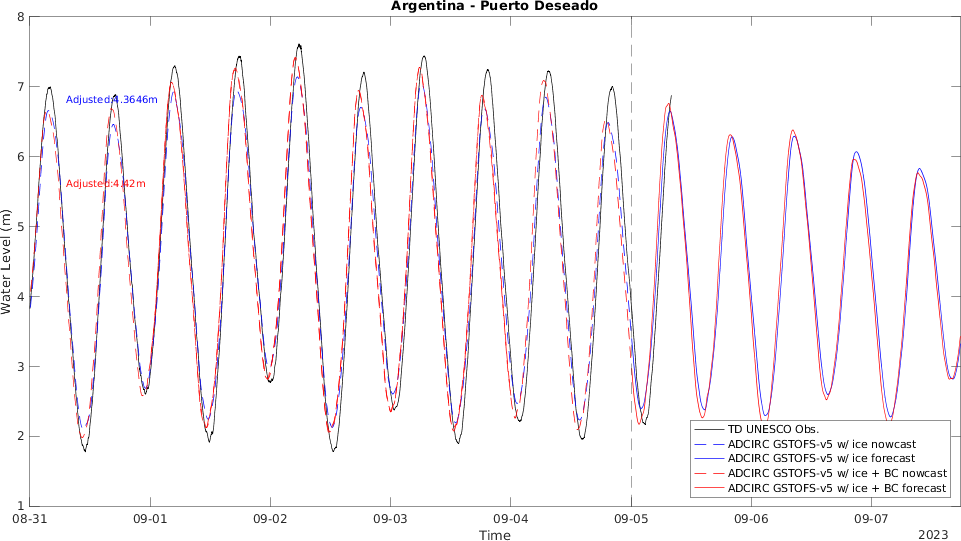 Argentina - Puerto Deseado
8
7
6
5
4
3
2
1
Water Level (m)
Adjusted:4.3646m
Adjusted:4.42m
TD UNESCO Obs.
ADCIRC GSTOFS-v5 w/ ice nowcast
ADCIRC GSTOFS-v5 w/ ice forecast
ADCIRC GSTOFS-v5 w/ ice + BC nowcast
ADCIRC GSTOFS-v5 w/ ice + BC forecast
08-31 09-01 09-02 09-03 09-04 09-05 09-06 09-07
Time
2023